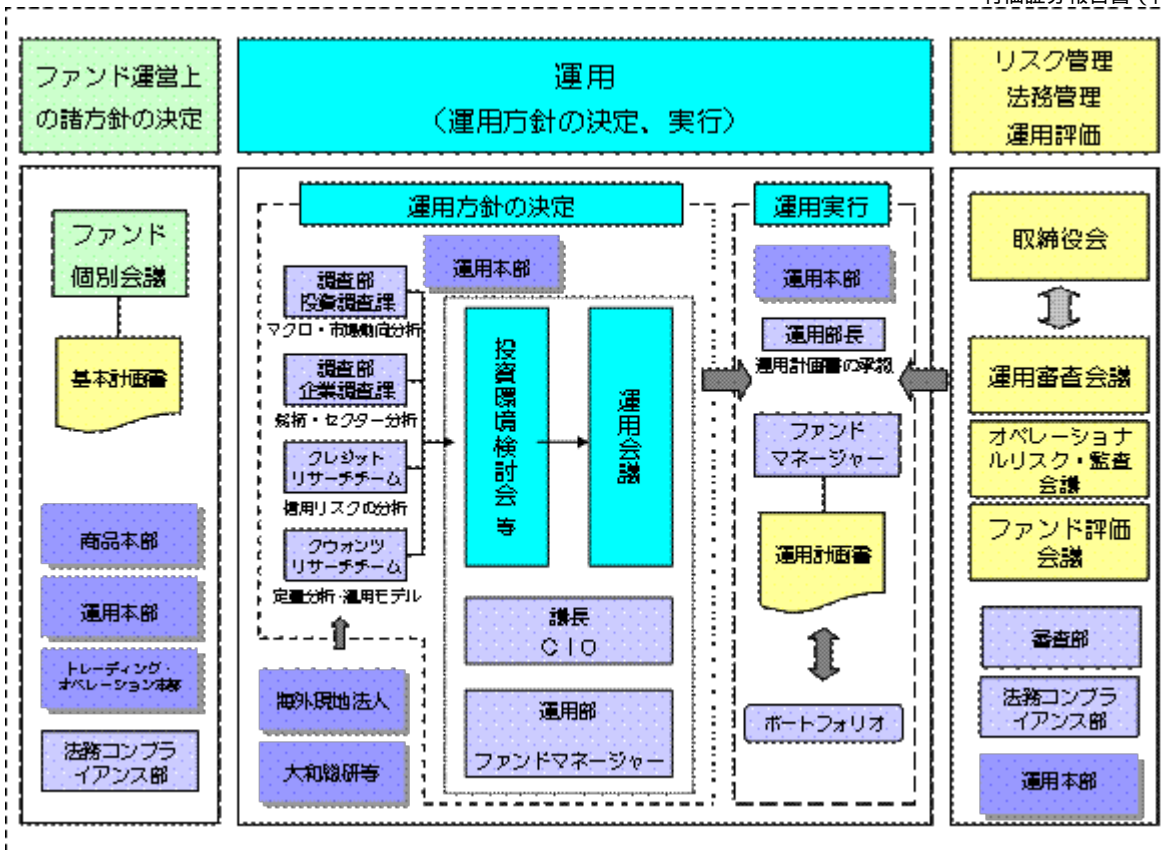 ファンド運営上
の諸方針の決定
運用
（運用方針の決定、実行）
リスク管理
法務管理
運用評価
ファンド
個別会議
基本計画書
商品本部
運用本部
トレーディング・
オペレーション本部
法務コンプラ
イアンス部
運用方針の決定
運用本部
調査部
投資調査課
マクロ・市場動向分析
調査部
企業調査課
銘柄・セクター分析
クレジット
リサーチチーム
信用リスクの分析
クウォンツ
リサーチチーム
定量分析・運用モデル
海外現地法人
大和総研等
投資環境検討会 等
運用会議
議長
ＣＩＯ
運用部
ファンドマネージャー
運用実行
運用本部
運用部長
運用計画書の承認
ファンド
マネージャー
運用計画書
ポートフォリオ
取締役会
運用審査会議
オペレーショナ
ルリスク・監査
会議
ファンド評価
会議
審査部
法務コンプラ
イアンス部
運用本部